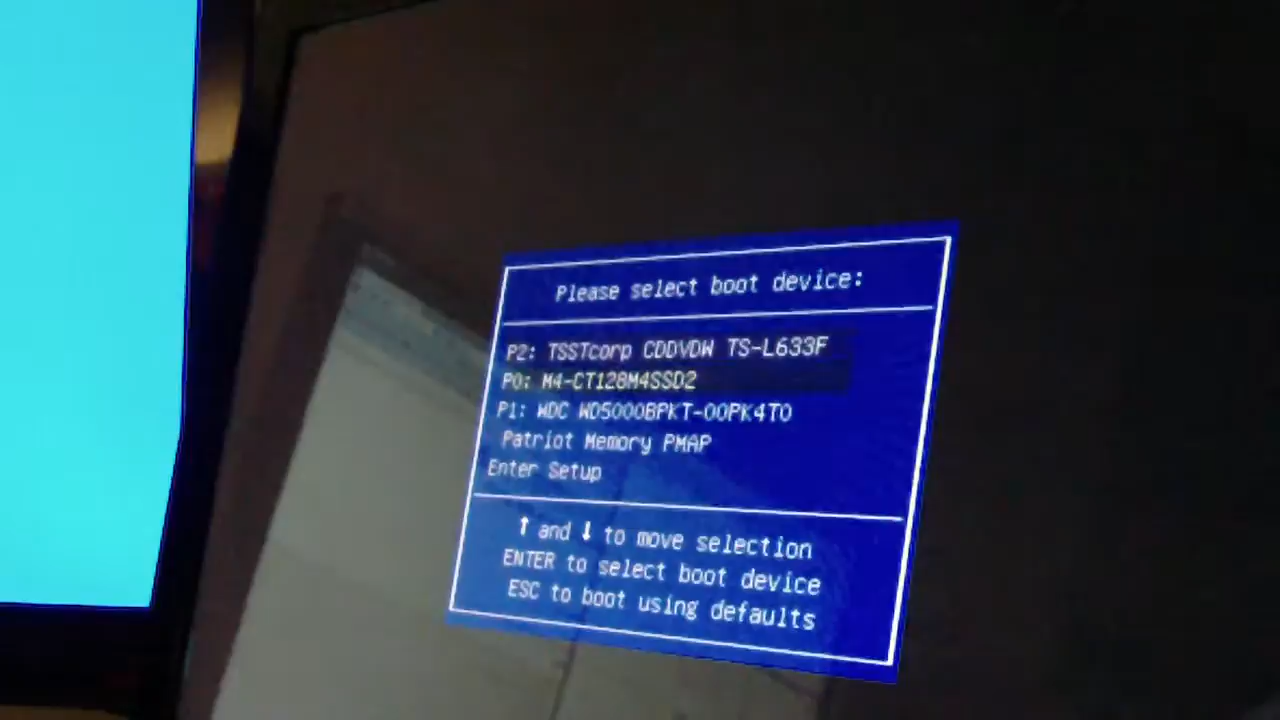 Please select boot device:
P2: TSSTcorp CDDVDW TS-L633F
P0: M4-CT128M4SSD2
P1: WDC WD5000BPKT-00PK4T0
Patriot Memory PMAP
Enter Setup
↑ and ↓ to move selection
ENTER to select boot device
ESC to boot using defaults